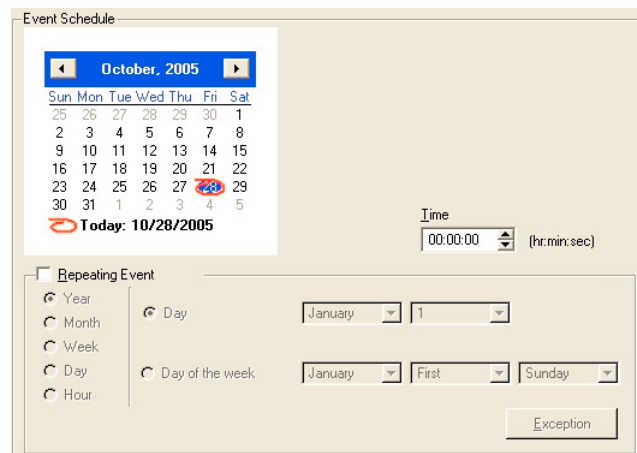 Event Schedule
October, 2005
Sun Mon Tue Wed Thu Fri Sat
25 26 27 28 29 30 1
2 3 4 5 6 7 8
9 10 11 12 13 14 15
16 17 18 19 20 21 22
23 24 25 26 27 28 29
30 31 1 2 3 4 5
Today: 10/28/2005
Time
00:00:00 (hr:min:sec)
Repeating Event
Year
Day January 1
Month
Week
Day
Day of the week January First Sunday
Hour
Exception